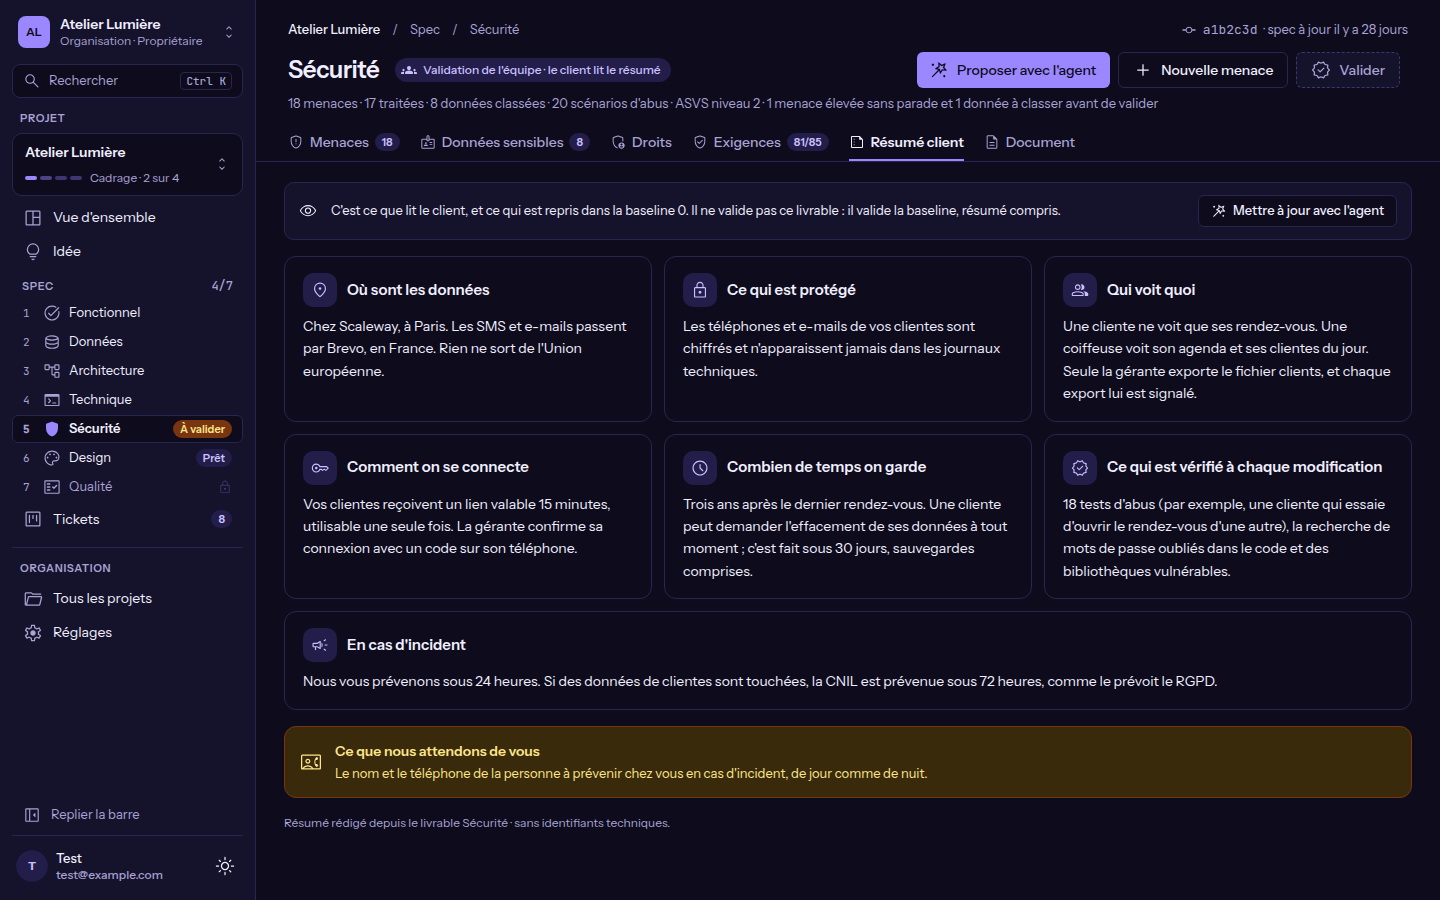 AL
Atelier Lumière
Organisation · Propriétaire
Rechercher
Ctrl K
PROJET
Atelier Lumière
Cadrage · 2 sur 4
Vue d'ensemble
Idée
SPEC 4/7
1 Fonctionnel
2 Données
3 Architecture
4 Technique
5 Sécurité À valider
6 Design Prêt
7 Qualité
Tickets 8
ORGANISATION
Tous les projets
Réglages
Replier la barre
T
Test
test@example.com
Atelier Lumière / Spec / Sécurité
a1b2c3d · spec à jour il y a 28 jours
Sécurité
Validation de l'équipe · le client lit le résumé
Proposer avec l'agent
Nouvelle menace
Valider
18 menaces · 17 traitées · 8 données classées · 20 scénarios d'abus · ASVS niveau 2 · 1 menace élevée sans parade et 1 donnée à classer avant de valider
Menaces 18
Données sensibles 8
Droits
Exigences 81/85
Résumé client
Document
C'est ce que lit le client, et ce qui est repris dans la baseline 0. Il ne valide pas ce livrable : il valide la baseline, résumé compris.
Mettre à jour avec l'agent
Où sont les données
Chez Scaleway, à Paris. Les SMS et e-mails passent
par Brevo, en France. Rien ne sort de l'Union
européenne.
Ce qui est protégé
Les téléphones et e-mails de vos clientes sont
chiffrés et n'apparaissent jamais dans les journaux
techniques.
Qui voit quoi
Une cliente ne voit que ses rendez-vous. Une
coiffeuse voit son agenda et ses clientes du jour.
Seule la gérante exporte le fichier clients, et chaque
export lui est signalé.
Comment on se connecte
Vos clientes reçoivent un lien valable 15 minutes,
utilisable une seule fois. La gérante confirme sa
connexion avec un code sur son téléphone.
Combien de temps on garde
Trois ans après le dernier rendez-vous. Une cliente
peut demander l'effacement de ses données à tout
moment ; c'est fait sous 30 jours, sauvegardes
comprises.
Ce qui est vérifié à chaque modification
18 tests d'abus (par exemple, une cliente qui essaie
d'ouvrir le rendez-vous d'une autre), la recherche de
mots de passe oubliés dans le code et des
bibliothèques vulnérables.
En cas d'incident
Nous vous prévenons sous 24 heures. Si des données de clientes sont touchées, la CNIL est prévenue sous 72 heures, comme le prévoit le RGPD.
Ce que nous attendons de vous
Le nom et le téléphone de la personne à prévenir chez vous en cas d'incident, de jour comme de nuit.
Résumé rédigé depuis le livrable Sécurité · sans identifiants techniques.